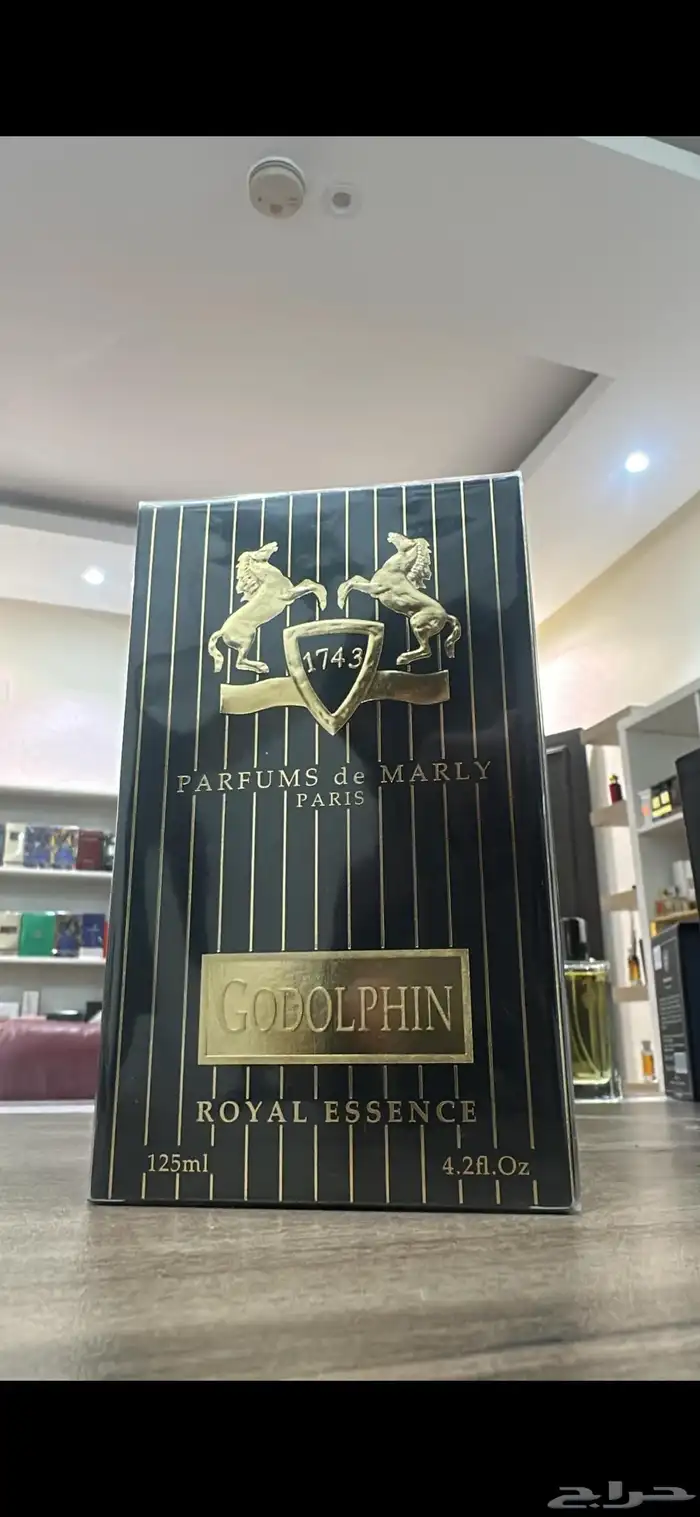 1743
PARFUMS de MARLY
PARIS
GODOLPHIN
ROYAL ESSENCE
125ml 4.2fl.Oz
حراج